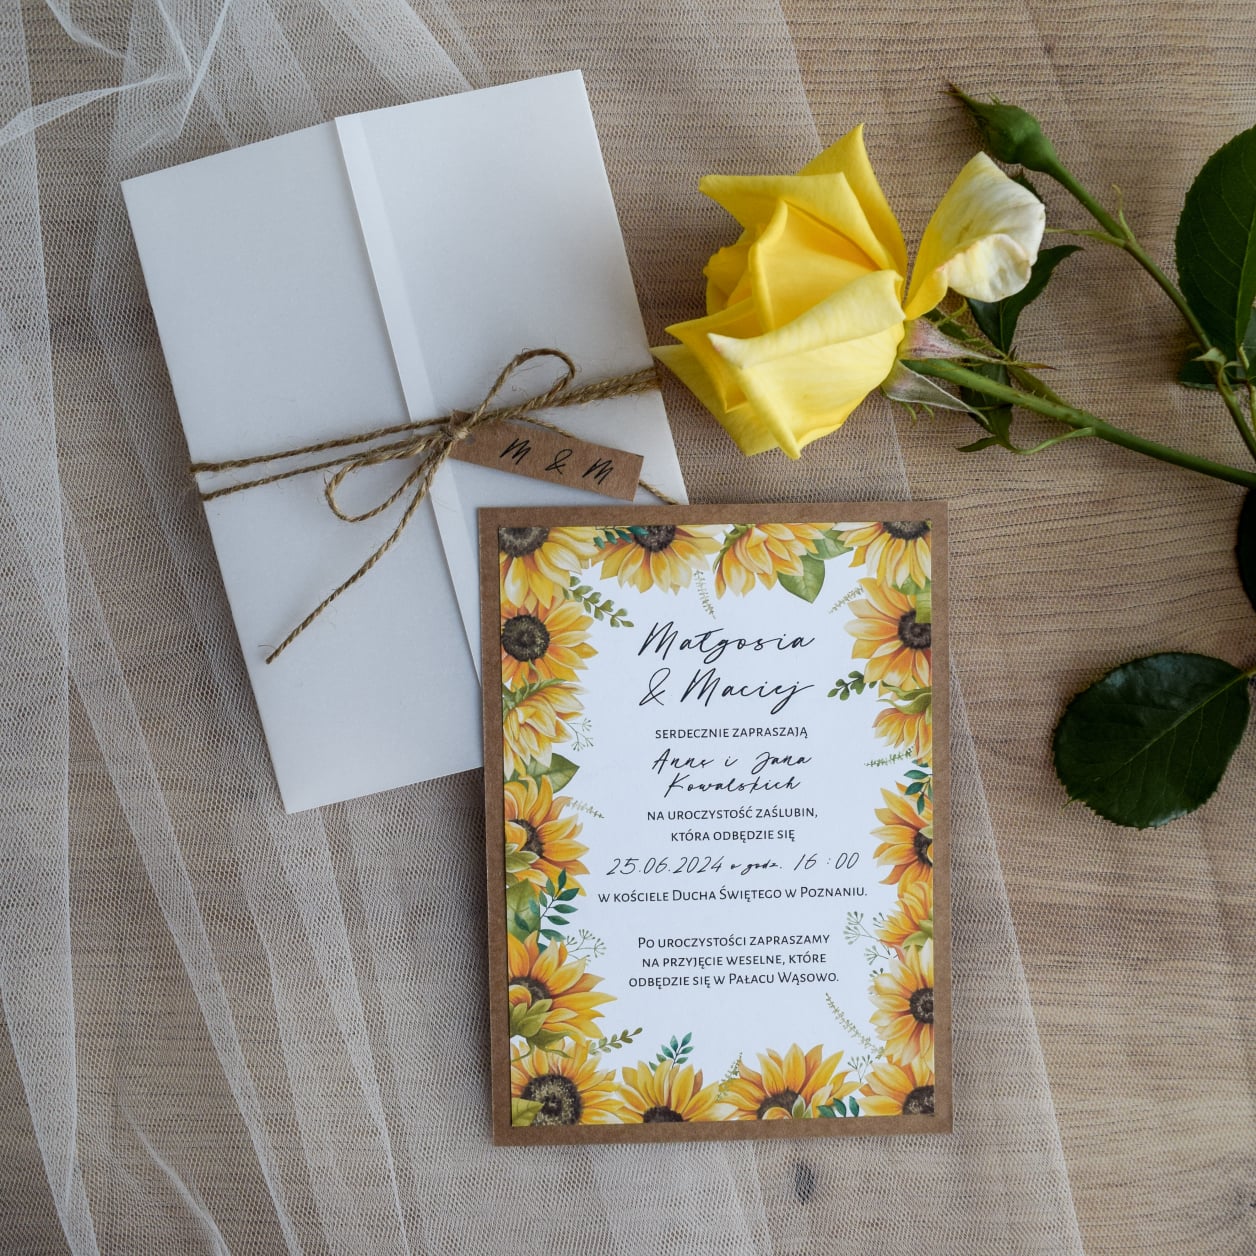 M & M
Małgosia
& Maciej
SERDECZNIE ZAPRASZAJĄ
Annę i Jana
Kowalskich
NA UROCZYSTOŚĆ ZAŚLUBIN,
KTÓRA ODBĘDZIE SIĘ
25.06.2024 o godz. 16:00
W KOŚCIELE DUCHA ŚWIĘTEGO W POZNANIU.
PO UROCZYSTOŚCI ZAPRASZAMY
NA PRZYJĘCIE WESELNE, KTÓRE
ODBĘDZIE SIĘ W PAŁACU WĄSOWO.